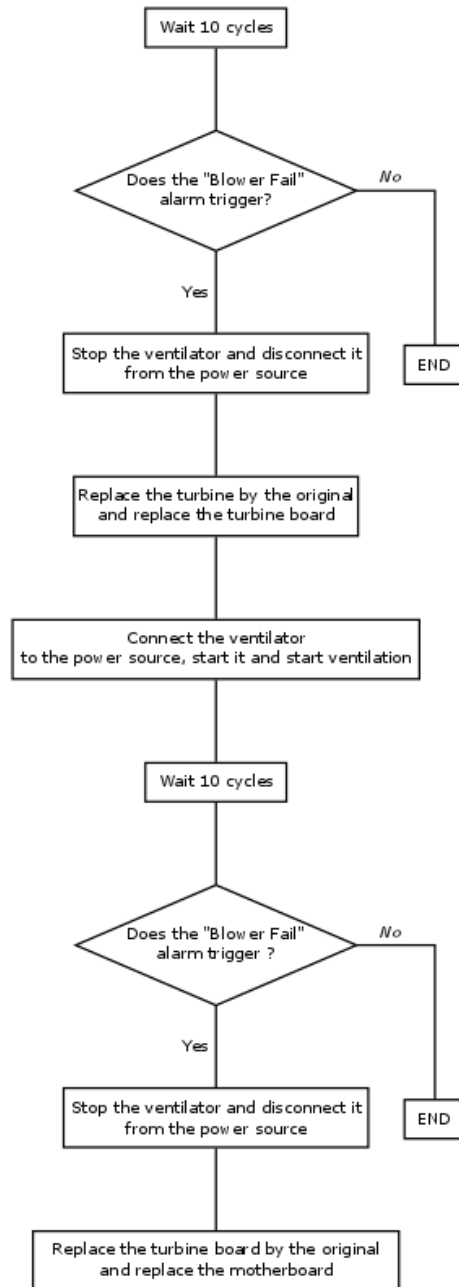 Wait 10 cycles
Does the "Blower Fail"
alarm trigger?
No
Yes
Stop the ventilator and disconnect it
from the power source
END
Replace the turbine by the original
and replace the turbine board
Connect the ventilator
to the power source, start it and start ventilation
Wait 10 cycles
Does the "Blower Fail"
alarm trigger ?
No
Yes
Stop the ventilator and disconnect it
from the power source
END
Replace the turbine board by the original
and replace the motherboard